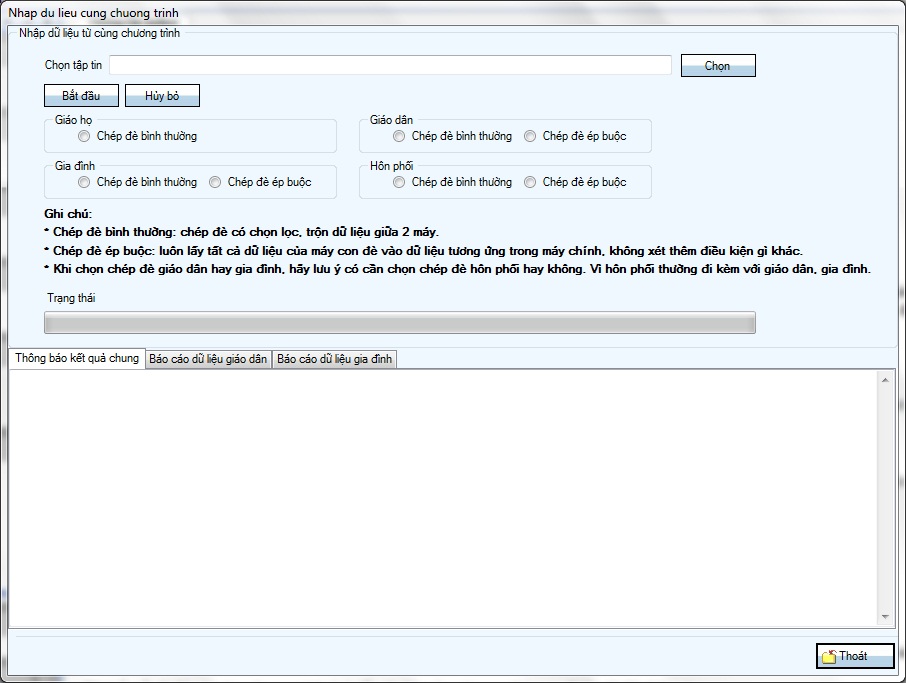 Nhap du lieu cung chuong trinh
Nhập dữ liệu từ cùng chương trình
Chọn tập tin
Chọn
Bắt đầu Hủy bỏ
Giáo họ
Chép đè bình thường
Giáo dân
Chép đè bình thường Chép đè ép buộc
Gia đình
Chép đè bình thường Chép đè ép buộc
Hôn phối
Chép đè bình thường Chép đè ép buộc
Ghi chú:
* Chép đè bình thường: chép đè có chọn lọc, trộn dữ liệu giữa 2 máy.
* Chép đè ép buộc: luôn lấy tất cả dữ liệu của máy con đè vào dữ liệu tương ứng trong máy chính, không xét thêm điều kiện gì khác.
* Khi chọn chép đè giáo dân hay gia đình, hãy lưu ý có cần chọn chép đè hôn phối hay không. Vì hôn phối thường đi kèm với giáo dân, gia đình.
Trạng thái
Thông báo kết quả chung Báo cáo dữ liệu giáo dân Báo cáo dữ liệu gia đình
Thoát